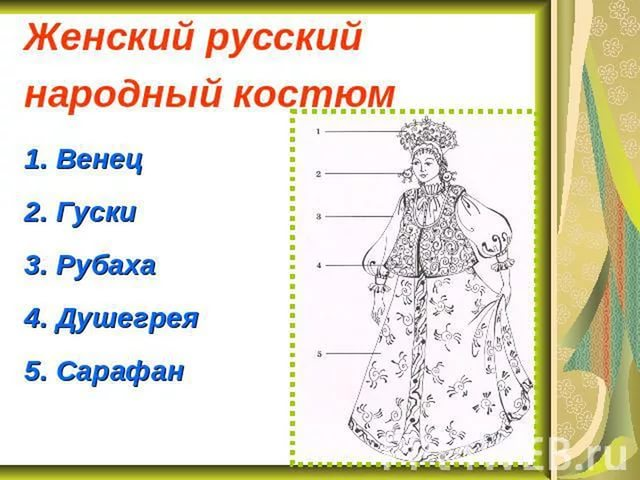 Женский русский
народный костюм
1. Венец
2. Гуски
3. Рубаха
4. Душегрея
5. Сарафан
1
2
3
4
5